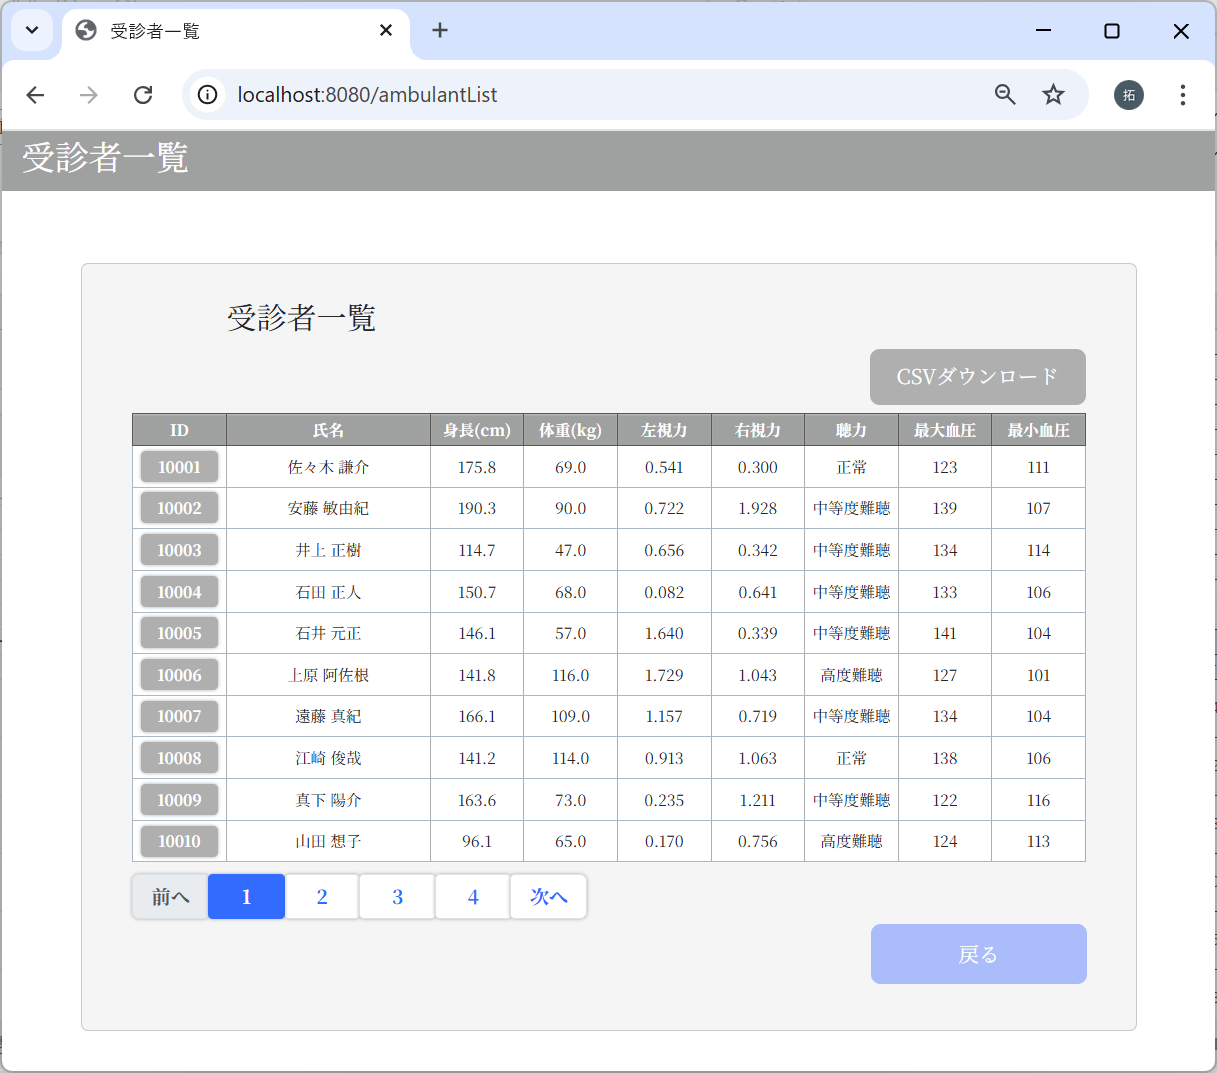 受診者一覧
localhost:8080/ambulantList
拓
受診者一覧
受診者一覧
CSVダウンロード
ID 氏名 身長(cm) 体重(kg) 左視力 右視力 聴力 最大血圧 最小血圧
10001 佐々木 謙介 175.8 69.0 0.541 0.300 正常 123 111
10002 安藤 敏由紀 190.3 90.0 0.722 1.928 中等度難聴 139 107
10003 井上 正樹 114.7 47.0 0.656 0.342 中等度難聴 134 114
10004 石田 正人 150.7 68.0 0.082 0.641 中等度難聴 133 106
10005 石井 元正 146.1 57.0 1.640 0.339 中等度難聴 141 104
10006 上原 阿佐根 141.8 116.0 1.729 1.043 高度難聴 127 101
10007 遠藤 真紀 166.1 109.0 1.157 0.719 中等度難聴 134 104
10008 江崎 俊哉 141.2 114.0 0.913 1.063 正常 138 106
10009 真下 陽介 163.6 73.0 0.235 1.211 中等度難聴 122 116
10010 山田 想子 96.1 65.0 0.170 0.756 高度難聴 124 113
前へ 1 2 3 4 次へ
戻る